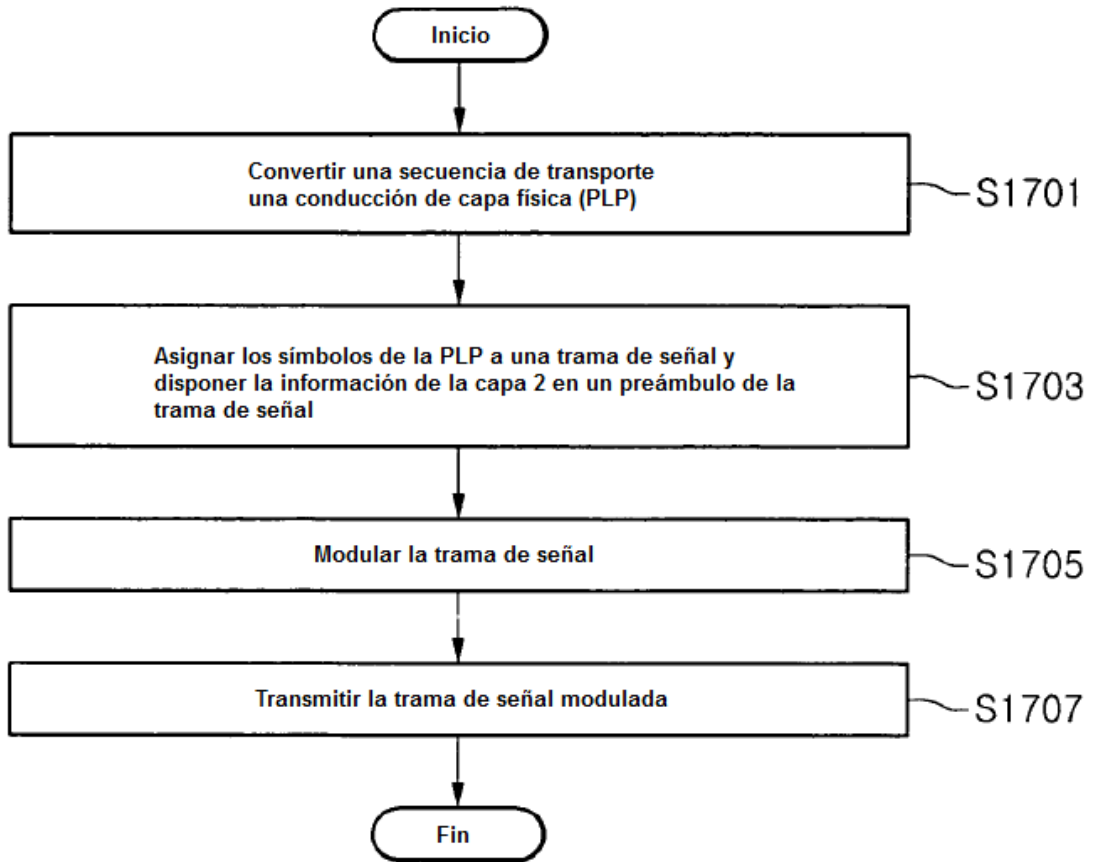 Inicio
Convertir una secuencia de transporte
una conducción de capa física (PLP)
S1701
Asignar los símbolos de la PLP a una trama de señal y
disponer la información de la capa 2 en un preámbulo de la
trama de señal
S1703
Modular la trama de señal
S1705
Transmitir la trama de señal modulada
S1707
Fin